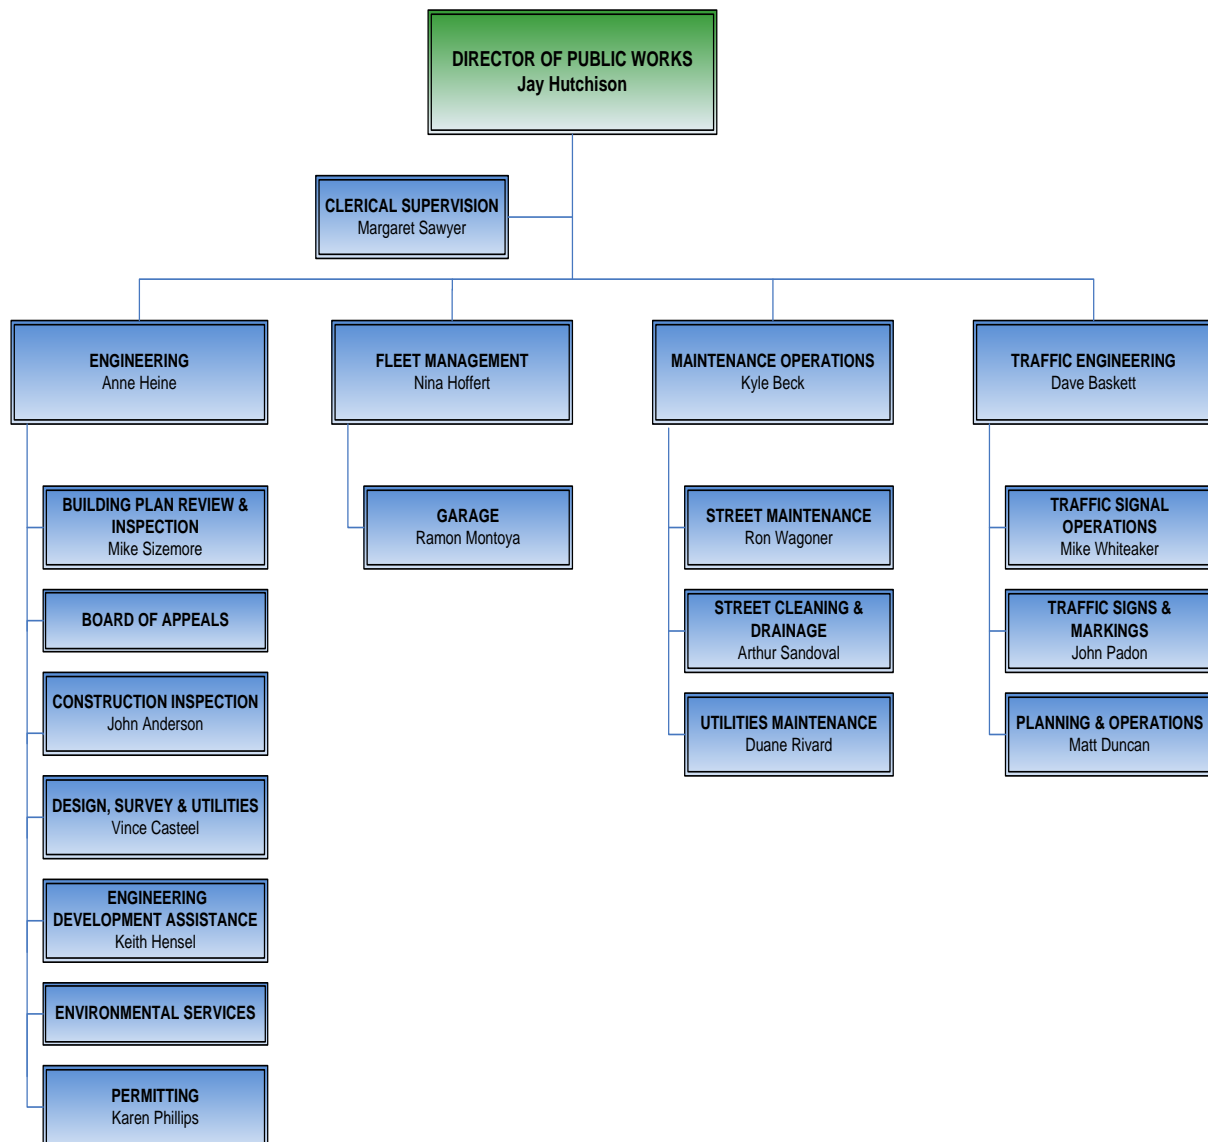 DIRECTOR OF PUBLIC WORKS
Jay Hutchison
CLERICAL SUPERVISION
Margaret Sawyer
ENGINEERING
Anne Heine
FLEET MANAGEMENT
Nina Hoffert
MAINTENANCE OPERATIONS
Kyle Beck
TRAFFIC ENGINEERING
Dave Baskett
BUILDING PLAN REVIEW &
INSPECTION
Mike Sizemore
BOARD OF APPEALS
CONSTRUCTION INSPECTION
John Anderson
DESIGN, SURVEY & UTILITIES
Vince Casteel
ENGINEERING
DEVELOPMENT ASSISTANCE
Keith Hensel
ENVIRONMENTAL SERVICES
PERMITTING
Karen Phillips
GARAGE
Ramon Montoya
STREET MAINTENANCE
Ron Wagoner
STREET CLEANING &
DRAINAGE
Arthur Sandoval
UTILITIES MAINTENANCE
Duane Rivard
TRAFFIC SIGNAL
OPERATIONS
Mike Whiteaker
TRAFFIC SIGNS &
MARKINGS
John Padon
PLANNING & OPERATIONS
Matt Duncan